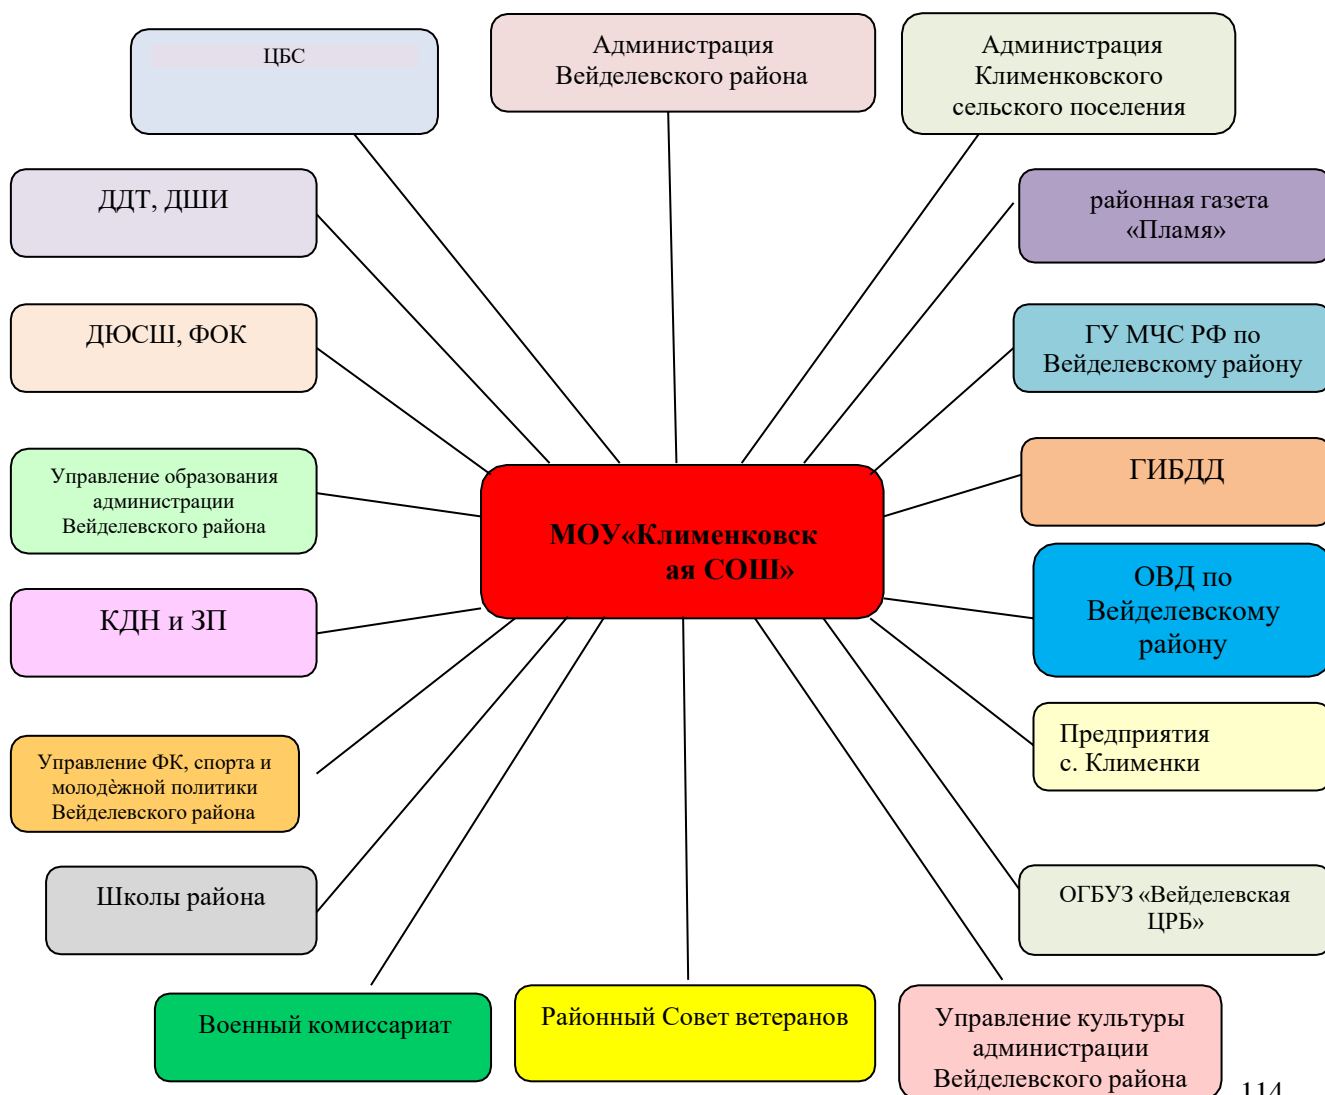 ЦБС
Администрация
Вейделевского района
Администрация
Клименковского
сельского поселения
ДДТ, ДШИ
районная газета
«Пламя»
ДЮСШ, ФОК
ГУ МЧС РФ по
Вейделевскому району
Управление образования
администрации
Вейделевского района
ГИБДД
МОУ«Клименковск
ая СОШ»
КДН и ЗП
ОВД по
Вейделевскому
району
Управление ФК, спорта и
молодѐжной политики
Вейделевского района
Предприятия
с. Клименки
Школы района
ОГБУЗ «Вейделевская
ЦРБ»
Военный комиссариат
Районный Совет ветеранов
Управление культуры
администрации
Вейделевского района
114